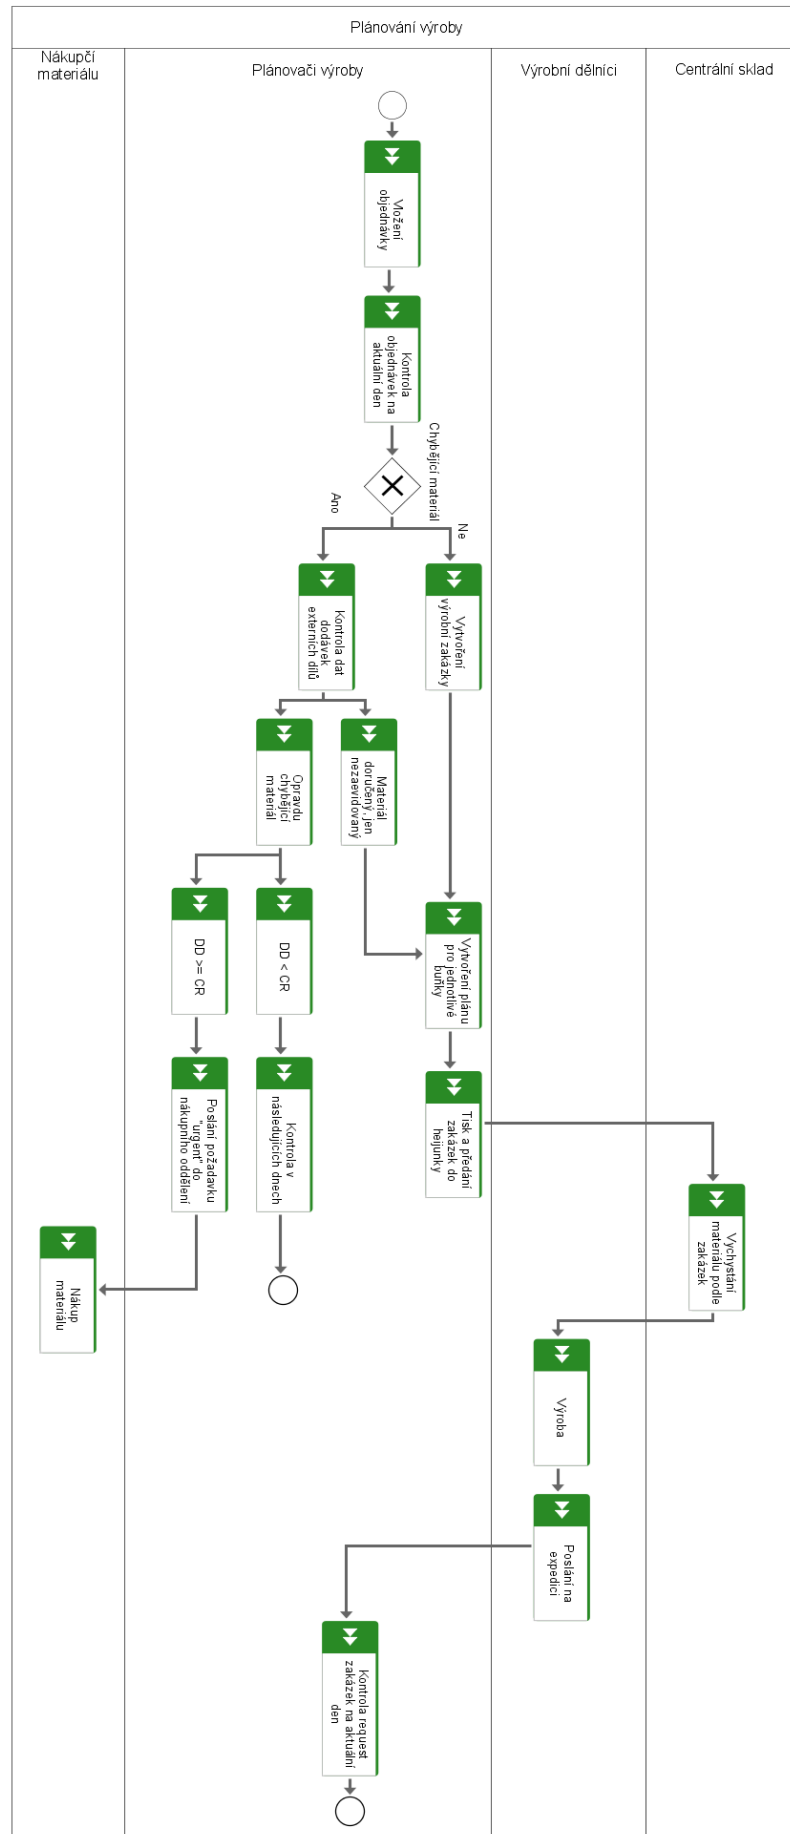 Plánování výroby
Nákupčí
materiálu
Plánovači výroby
Výrobní dělníci
Centrální sklad
Vložení
objednávky
Kontrola
objednávek na
aktuální den
Chybějící materiál
Ano
Ne
Kontrola dat
dodávek
externích dílů
Vytvoření
výrobní zakázky
Opravdu
chybějící
materiál
Materiál
doručený, jen
nezaevidovaný
DD >= CR
DD < CR
Vytvoření plánu
pro jednotlivé
buňky
Poslání požadavku
"urgent" do
nákupního oddělení
Kontrola v
následujících dnech
Tisk a předání
zakázek do
heijunky
Vychystání
materiálu podle
zakázek
Nákup
materiálu
Výroba
Poslání na
expedici
Kontrola request
zakázek na aktuální
den